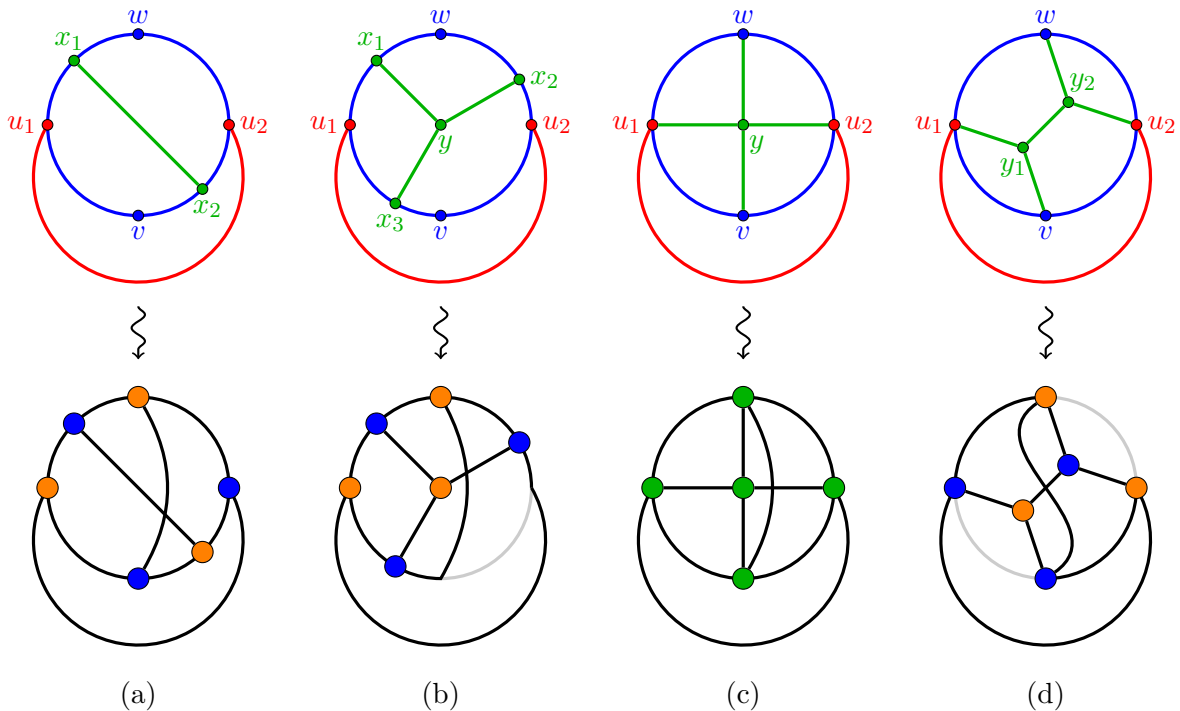 w w w w
x₁ x₁ x₂ y₂
u₁ u₂ u₁ y u₂ u₁ y u₂ u₁ y₁ u₂
x₂ x₃
v v v v
(a) (b) (c) (d)